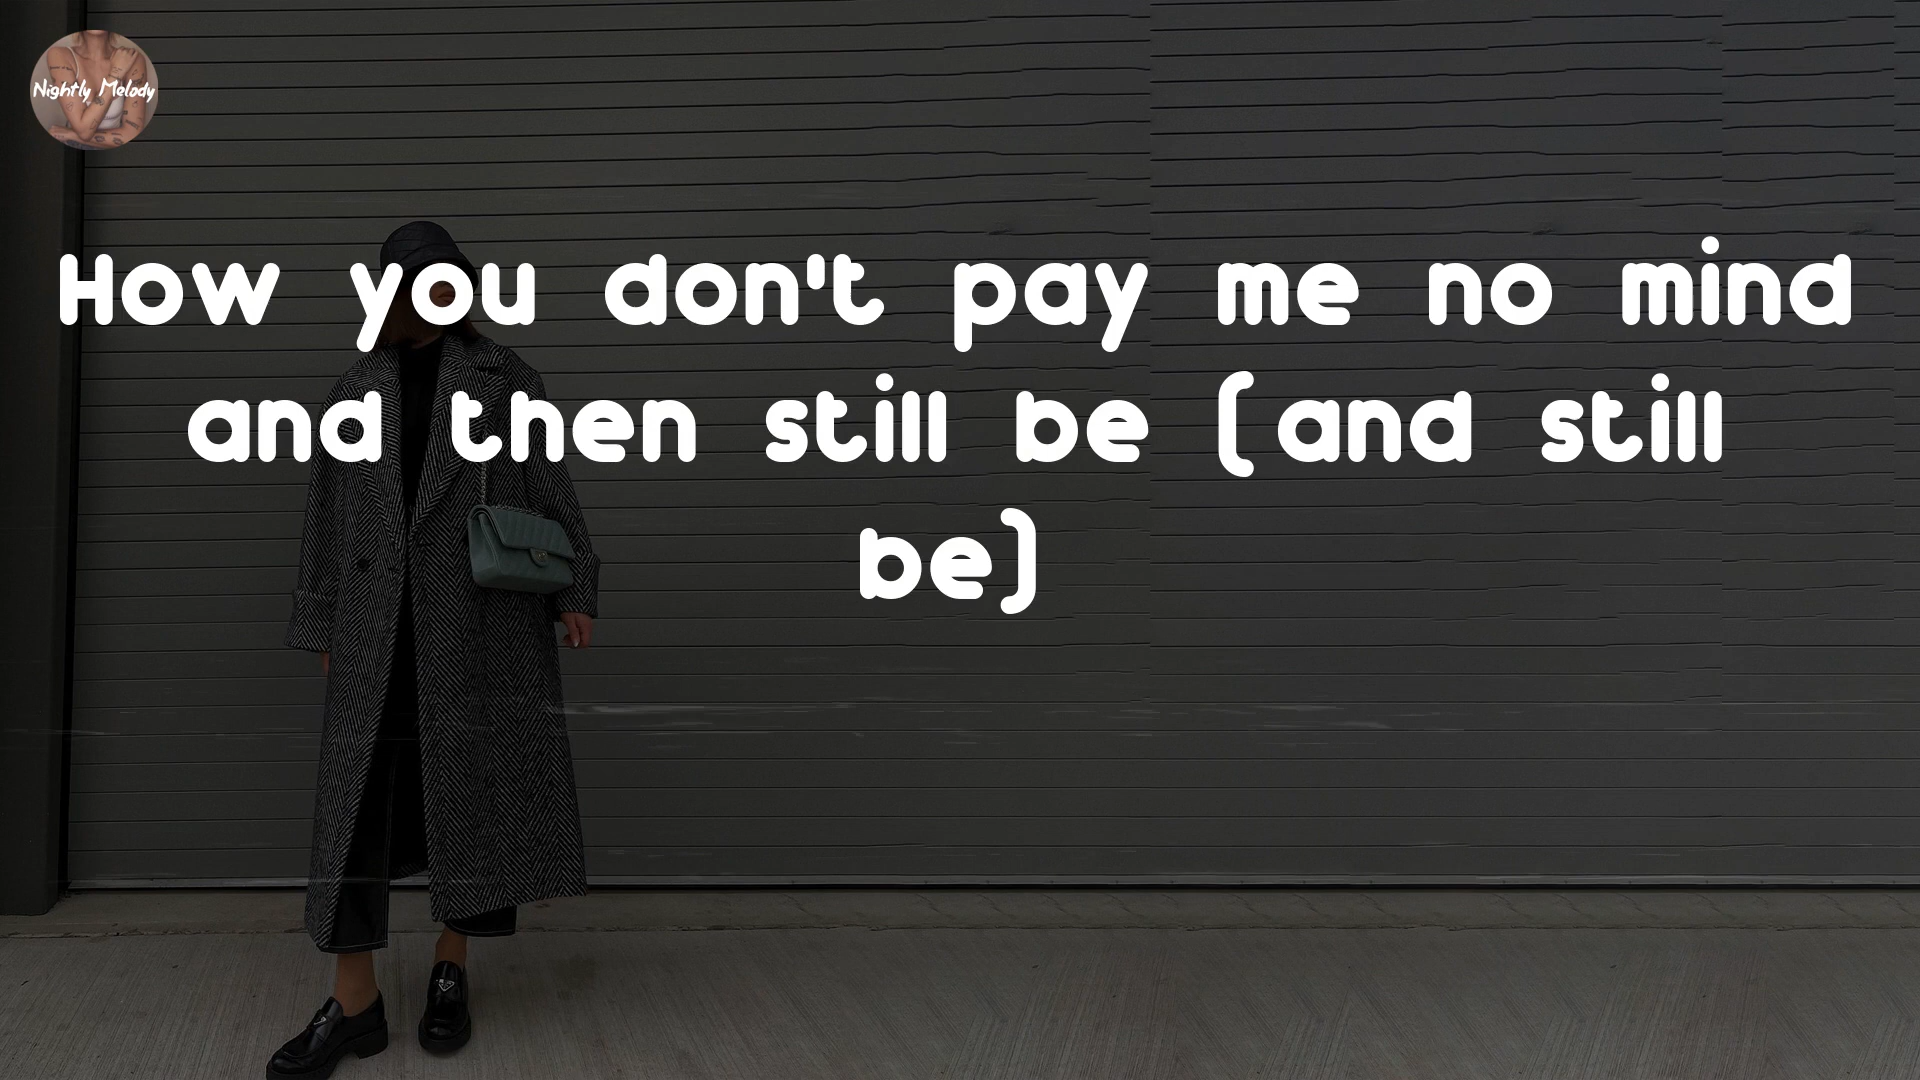 Nightly Melody
How you don't pay me no mind
and then still be (and still
be)